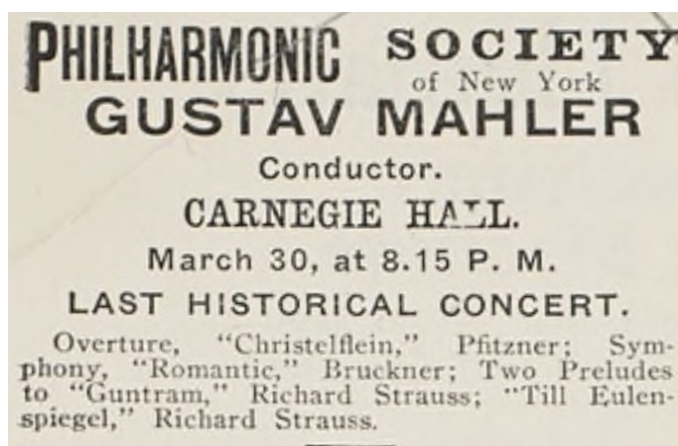 PHILHARMONIC SOCIETY
of New York
GUSTAV MAHLER
Conductor.
CARNEGIE HALL.
March 30, at 8.15 P. M.
LAST HISTORICAL CONCERT.
Overture, "Christelflein," Pfitzner; Sym-
phony, "Romantic," Bruckner; Two Preludes
to "Guntram," Richard Strauss; "Till Eulen-
spiegel," Richard Strauss.